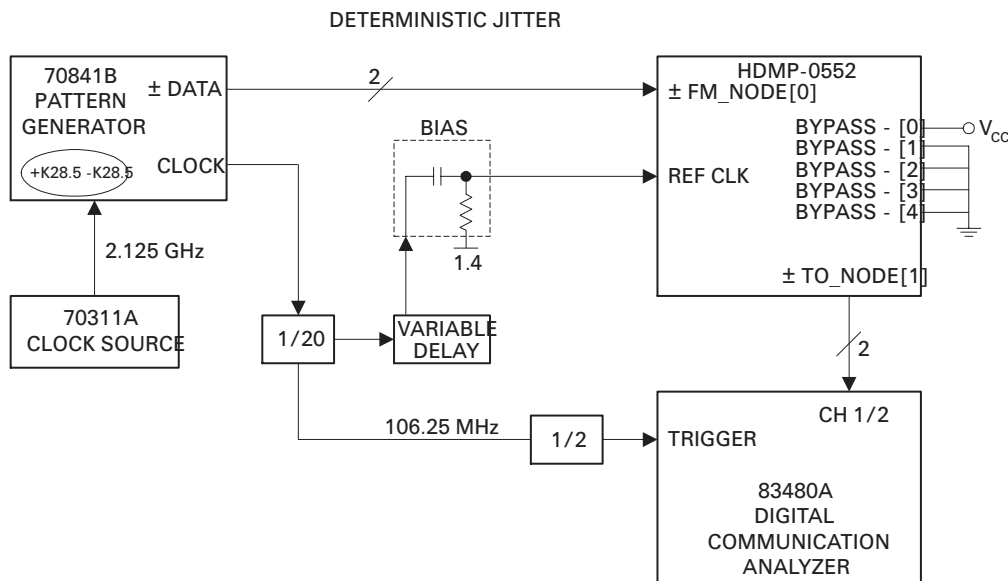 DETERMINISTIC JITTER
70841B
PATTERN
GENERATOR
± DATA
CLOCK
+K28.5 -K28.5
2.125 GHz
70311A
CLOCK SOURCE
2
BIAS
1.4
1/20
VARIABLE
DELAY
106.25 MHz
1/2
HDMP-0552
± FM_NODE[0]
BYPASS - [0]
BYPASS - [1]
BYPASS - [2]
BYPASS - [3]
BYPASS - [4]
VCC
REF CLK
± TO_NODE[1]
2
CH 1/2
TRIGGER
83480A
DIGITAL
COMMUNICATION
ANALYZER